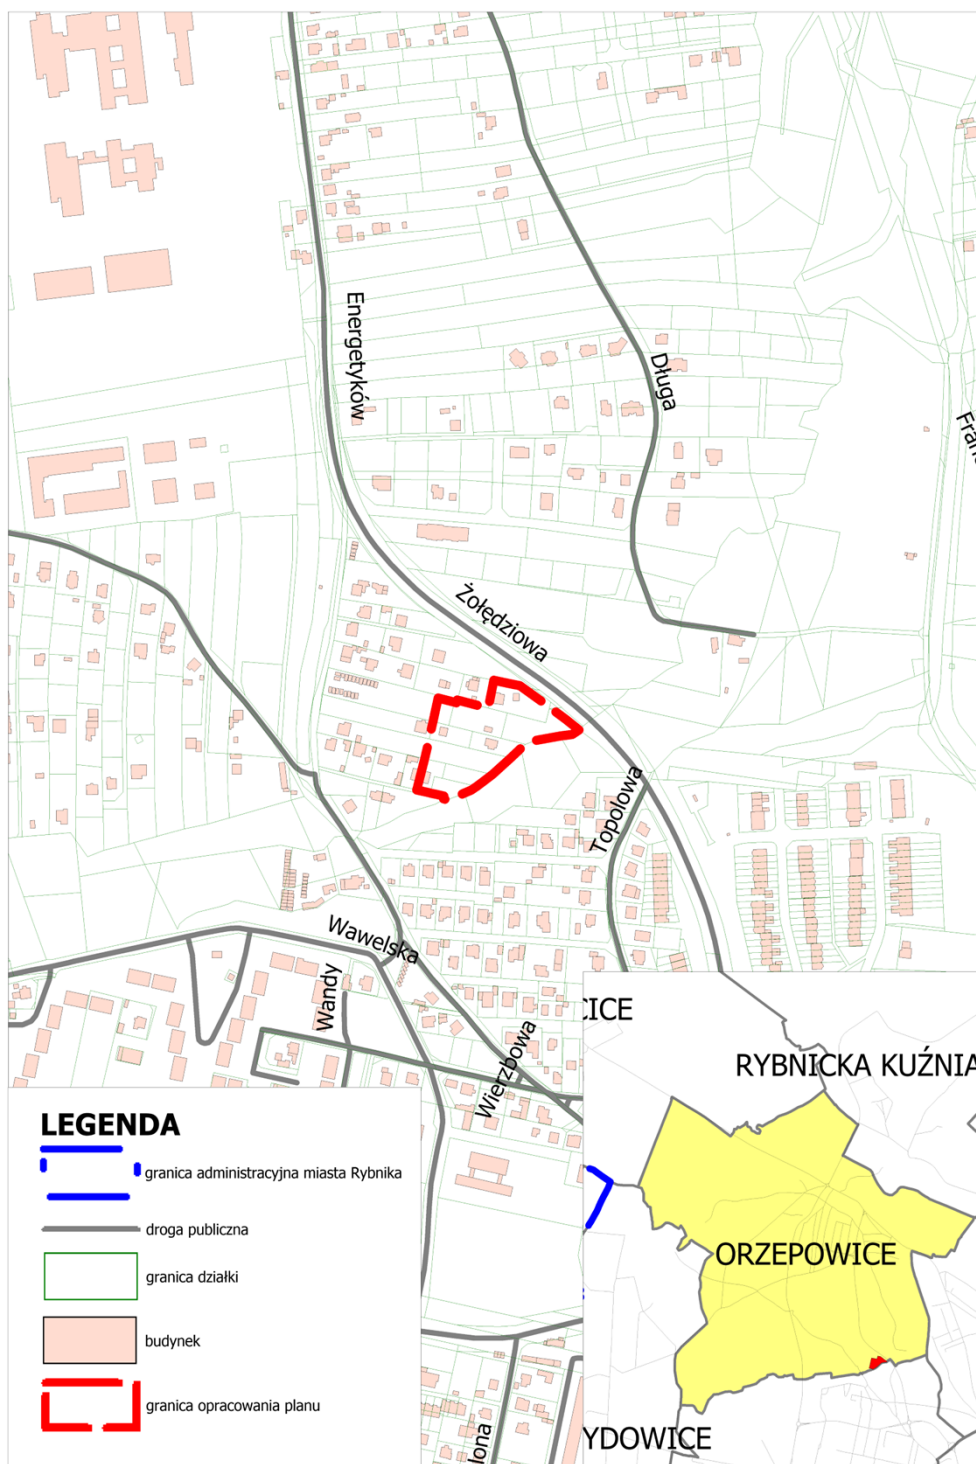 Energetyków
Długa
Żołędziowa
Topolowa
Wawelska
Wandy
Wierzbowa
RYBNICKA KUŹNIA
ORZEPOWICE
LEGENDA
granica administracyjna miasta Rybnika
droga publiczna
granica działki
budynek
granica opracowania planu